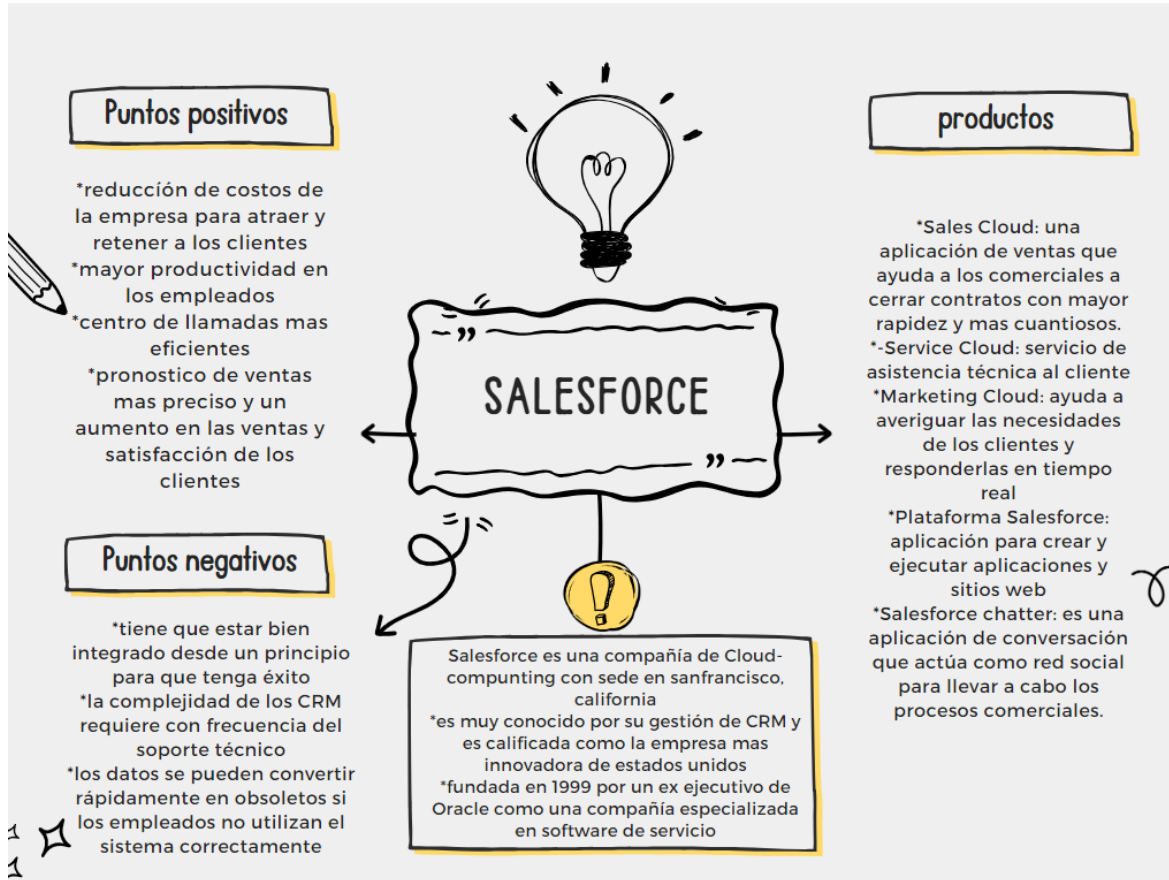 Puntos positivos
*reduccíón de costos de
la empresa para atraer y
retener a los clientes
*mayor productividad en
los empleados
*centro de llamadas mas
eficientes
*pronostico de ventas
mas preciso y un
aumento en las ventas y
satisfacción de los
clientes
Puntos negativos
*tiene que estar bien
integrado desde un principio
para que tenga éxito
*la complejidad de los CRM
requiere con frecuencia del
soporte técnico
*los datos se pueden convertir
rápidamente en obsoletos si
los empleados no utilizan el
sistema correctamente
SALESFORCE
Salesforce es una compañía de Cloud-
compunting con sede en sanfrancisco,
california
*es muy conocido por su gestión de CRM y
es calificada como la empresa mas
innovadora de estados unidos
*fundada en 1999 por un ex ejecutivo de
Oracle como una compañía especializada
en software de servicio
productos
*Sales Cloud: una
aplicación de ventas que
ayuda a los comerciales a
cerrar contratos con mayor
rapidez y mas cuantiosos.
*-Service Cloud: servicio de
asistencia técnica al cliente
*Marketing Cloud: ayuda a
averiguar las necesidades
de los clientes y
responderlas en tiempo
real
*Plataforma Salesforce:
aplicación para crear y
ejecutar aplicaciones y
sitios web
*Salesforce chatter: es una
aplicación de conversación
que actúa como red social
para llevar a cabo los
procesos comerciales.